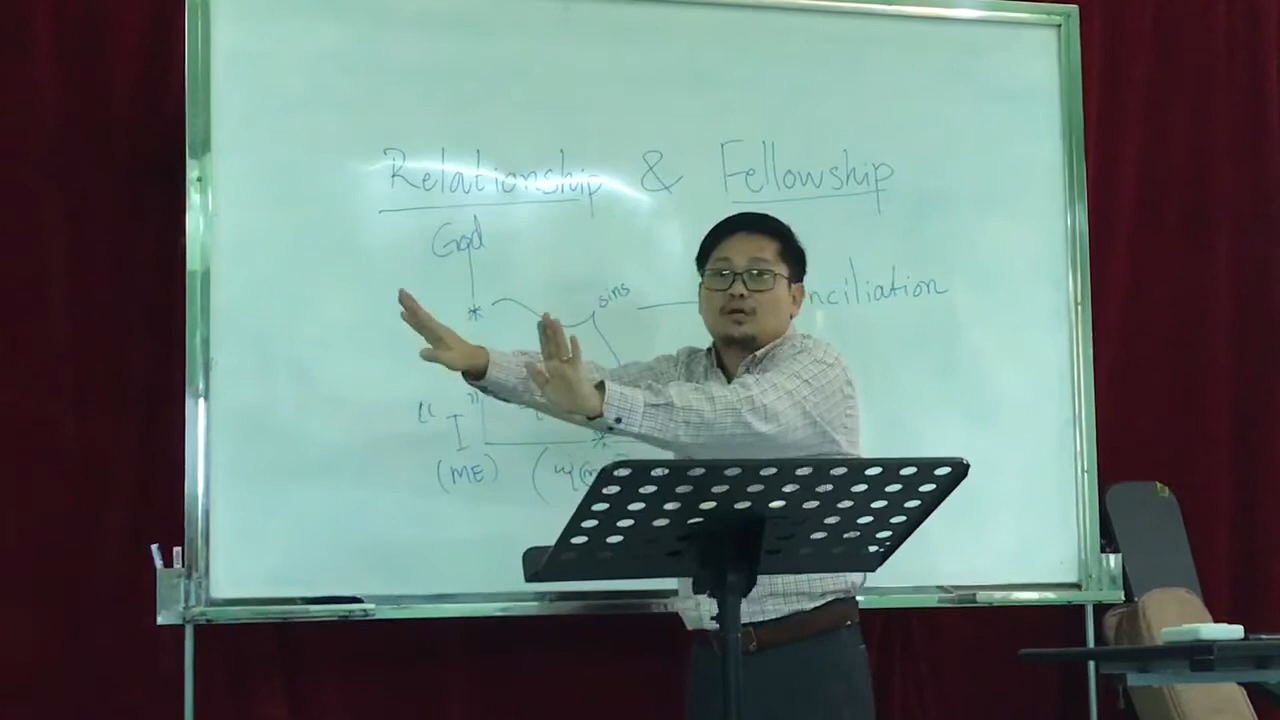 Relationship & Fellowship
God
sins
nciliation
" I "
(ME)